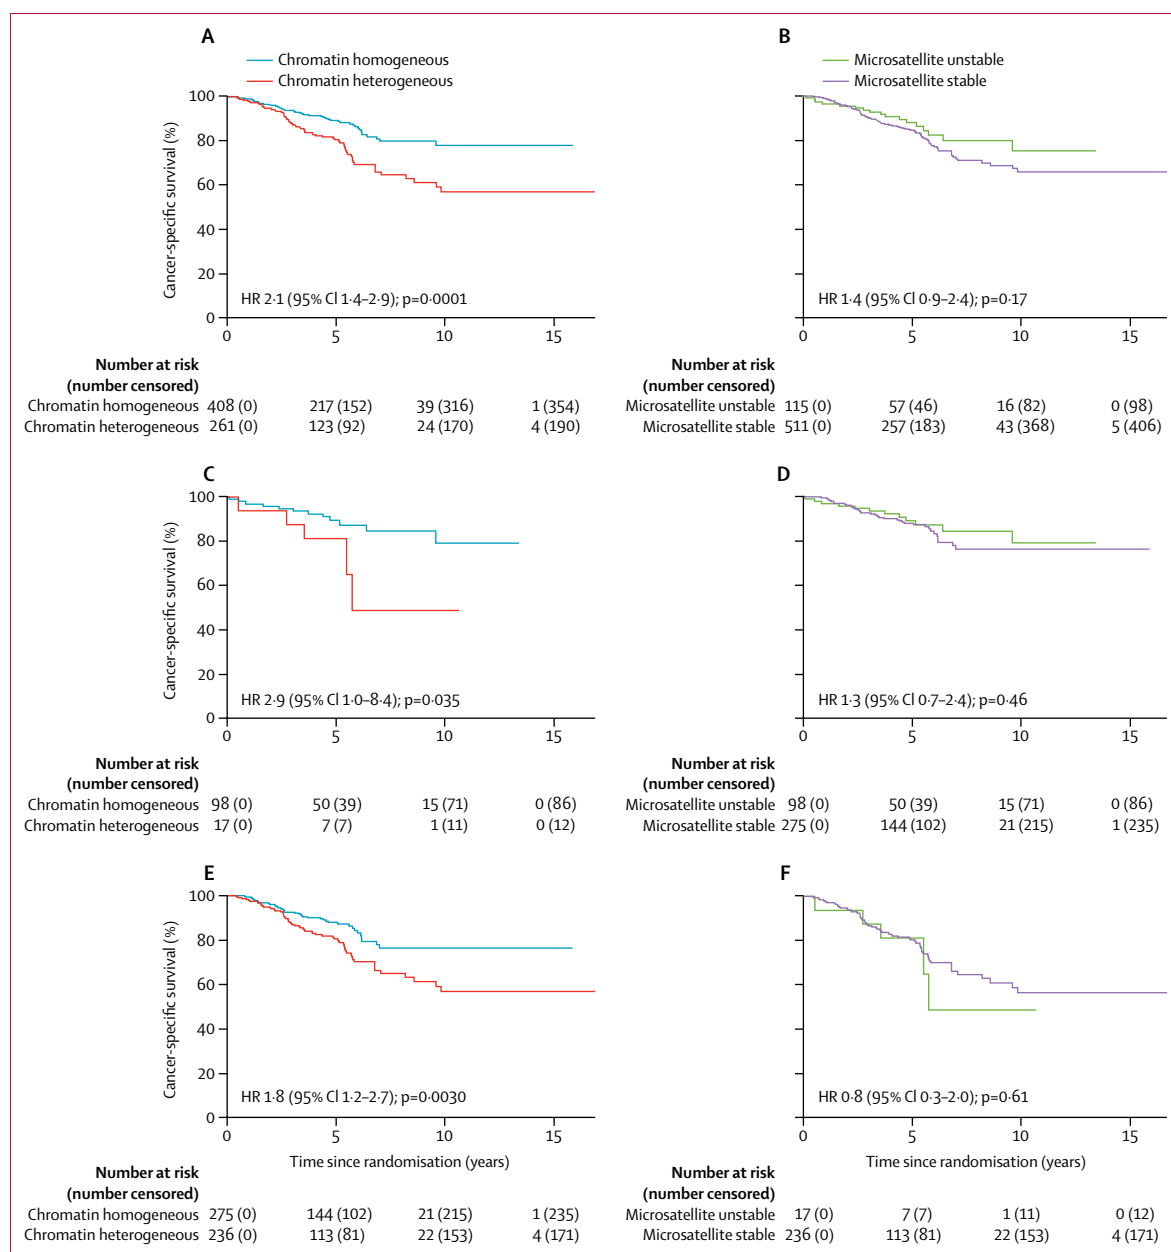 A
Chromatin homogeneous
Chromatin heterogeneous
Cancer-specific survival (%)
100
80
60
40
20
0
HR 2·1 (95% CI 1·4–2·9); p=0·0001
0 5 10 15
Number at risk
(number censored)
Chromatin homogeneous 408 (0) 217 (152) 39 (316) 1 (354)
Chromatin heterogeneous 261 (0) 123 (92) 24 (170) 4 (190)
B
Microsatellite unstable
Microsatellite stable
HR 1·4 (95% CI 0·9–2·4); p=0·17
0 5 10 15
Number at risk
(number censored)
Microsatellite unstable 115 (0) 57 (46) 16 (82) 0 (98)
Microsatellite stable 511 (0) 257 (183) 43 (368) 5 (406)
C
Cancer-specific survival (%)
100
80
60
40
20
0
HR 2·9 (95% CI 1·0–8·4); p=0·035
0 5 10 15
Number at risk
(number censored)
Chromatin homogeneous 98 (0) 50 (39) 15 (71) 0 (86)
Chromatin heterogeneous 17 (0) 7 (7) 1 (11) 0 (12)
D
HR 1·3 (95% CI 0·7–2·4); p=0·46
0 5 10 15
Number at risk
(number censored)
Microsatellite unstable 98 (0) 50 (39) 15 (71) 0 (86)
Microsatellite stable 275 (0) 144 (102) 21 (215) 1 (235)
E
Cancer-specific survival (%)
100
80
60
40
20
0
HR 1·8 (95% CI 1·2–2·7); p=0·0030
0 5 10 15
Time since randomisation (years)
Number at risk
(number censored)
Chromatin homogeneous 275 (0) 144 (102) 21 (215) 1 (235)
Chromatin heterogeneous 236 (0) 113 (81) 22 (153) 4 (171)
F
HR 0·8 (95% CI 0·3–2·0); p=0·61
0 5 10 15
Time since randomisation (years)
Number at risk
(number censored)
Microsatellite unstable 17 (0) 7 (7) 1 (11) 0 (12)
Microsatellite stable 236 (0) 113 (81) 22 (153) 4 (171)